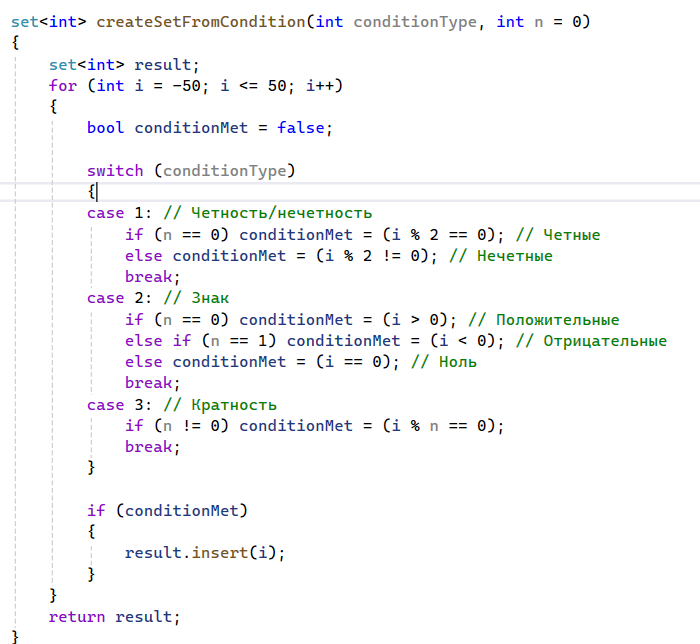 set<int> createSetFromCondition(int conditionType, int n = 0)
{
    set<int> result;
    for (int i = -50; i <= 50; i++)
    {
        bool conditionMet = false;

        switch (conditionType)
        {
        case 1: // Четность/нечетность
            if (n == 0) conditionMet = (i % 2 == 0); // Четные
            else conditionMet = (i % 2 != 0); // Нечетные
            break;
        case 2: // Знак
            if (n == 0) conditionMet = (i > 0); // Положительные
            else if (n == 1) conditionMet = (i < 0); // Отрицательные
            else conditionMet = (i == 0); // Ноль
            break;
        case 3: // Кратность
            if (n != 0) conditionMet = (i % n == 0);
            break;
        }

        if (conditionMet)
        {
            result.insert(i);
        }
    }
    return result;
}